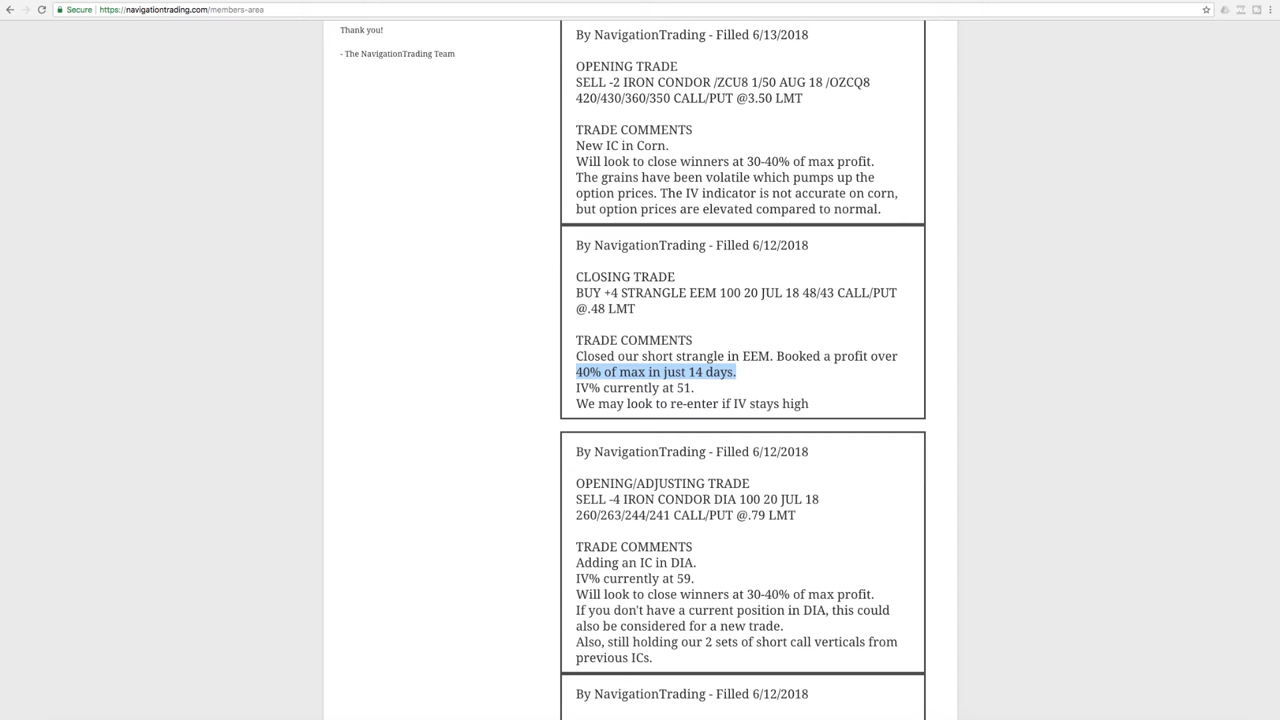 Secure
https://navigationtrading.com/members-area
Thank you!
- The NavigationTrading Team
By NavigationTrading - Filled 6/13/2018
OPENING TRADE
SELL -2 IRON CONDOR /ZCU8 1/50 AUG 18 /OZCQ8
420/430/360/350 CALL/PUT @3.50 LMT
TRADE COMMENTS
New IC in Corn.
Will look to close winners at 30-40% of max profit.
The grains have been volatile which pumps up the
option prices. The IV indicator is not accurate on corn,
but option prices are elevated compared to normal.
By NavigationTrading - Filled 6/12/2018
CLOSING TRADE
BUY +4 STRANGLE EEM 100 20 JUL 18 48/43 CALL/PUT
@.48 LMT
TRADE COMMENTS
Closed our short strangle in EEM. Booked a profit over
40% of max in just 14 days.
IV% currently at 51.
We may look to re-enter if IV stays high
By NavigationTrading - Filled 6/12/2018
OPENING/ADJUSTING TRADE
SELL -4 IRON CONDOR DIA 100 20 JUL 18
260/263/244/241 CALL/PUT @.79 LMT
TRADE COMMENTS
Adding an IC in DIA.
IV% currently at 59.
Will look to close winners at 30-40% of max profit.
If you don't have a current position in DIA, this could
also be considered for a new trade.
Also, still holding our 2 sets of short call verticals from
previous ICs.
By NavigationTrading - Filled 6/12/2018